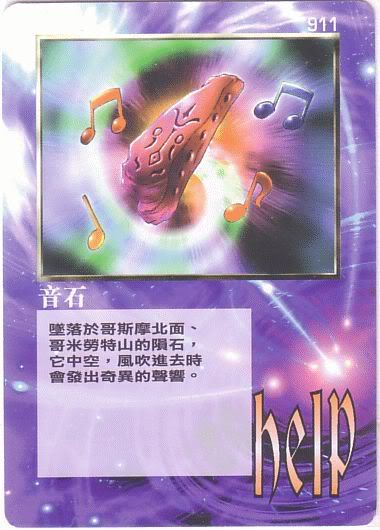 911
音石
墜落於哥斯摩北面、
哥米勞特山的隕石，
它中空，風吹進去時
會發出奇異的聲響。
help